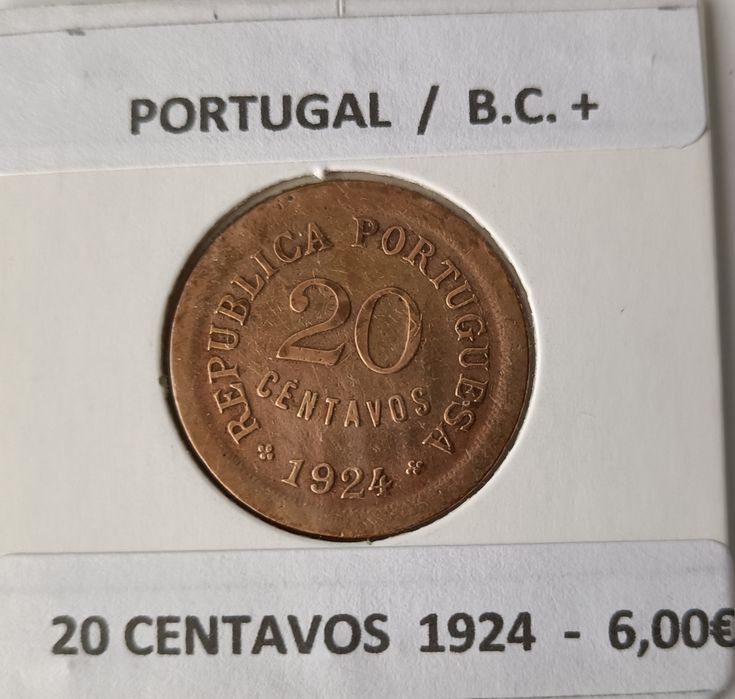 PORTUGAL / B.C. +
REPUBLICA PORTUGUESA
20
CENTAVOS
* 1924 *
20 CENTAVOS 1924 - 6,00€